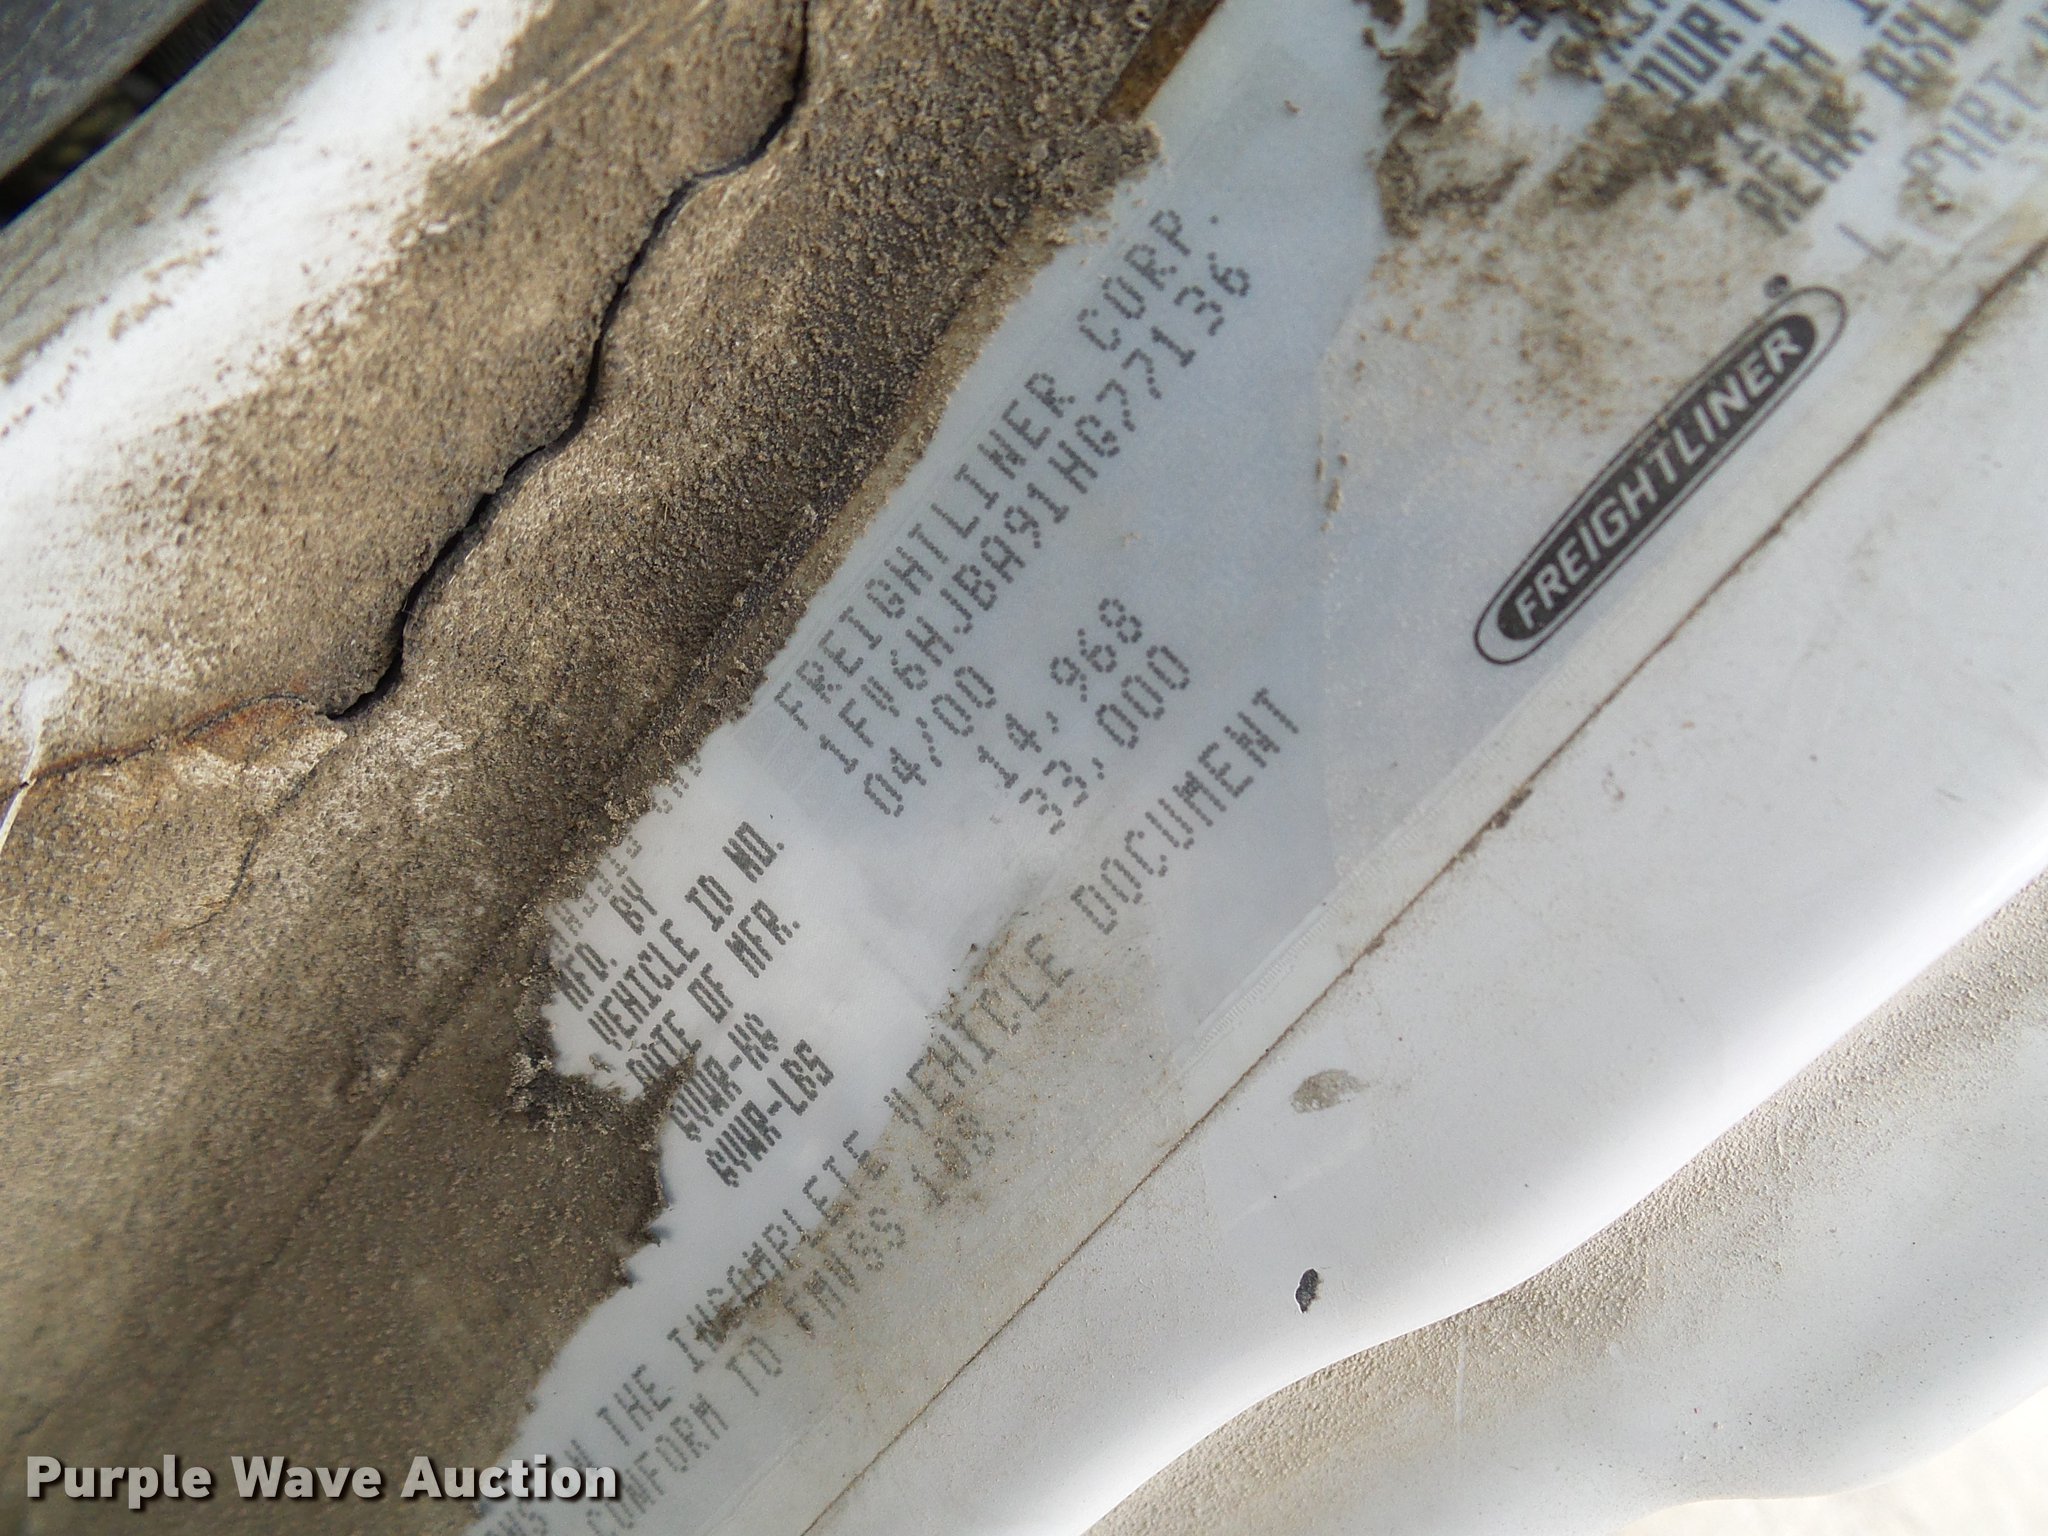 REAR AXLE
FREIGHTLINER
MFD. BY FREIGHTLINER CORP.
VEHICLE ID NO. 1FV6HJBA91HG77136
DATE OF MFR. 04/00
GVWR-KG 14,968
GVWR-LBS 33,000
THE INCOMPLETE VEHICLE DOCUMENT
CONFORM TO FMVSS 108.
Purple Wave Auction